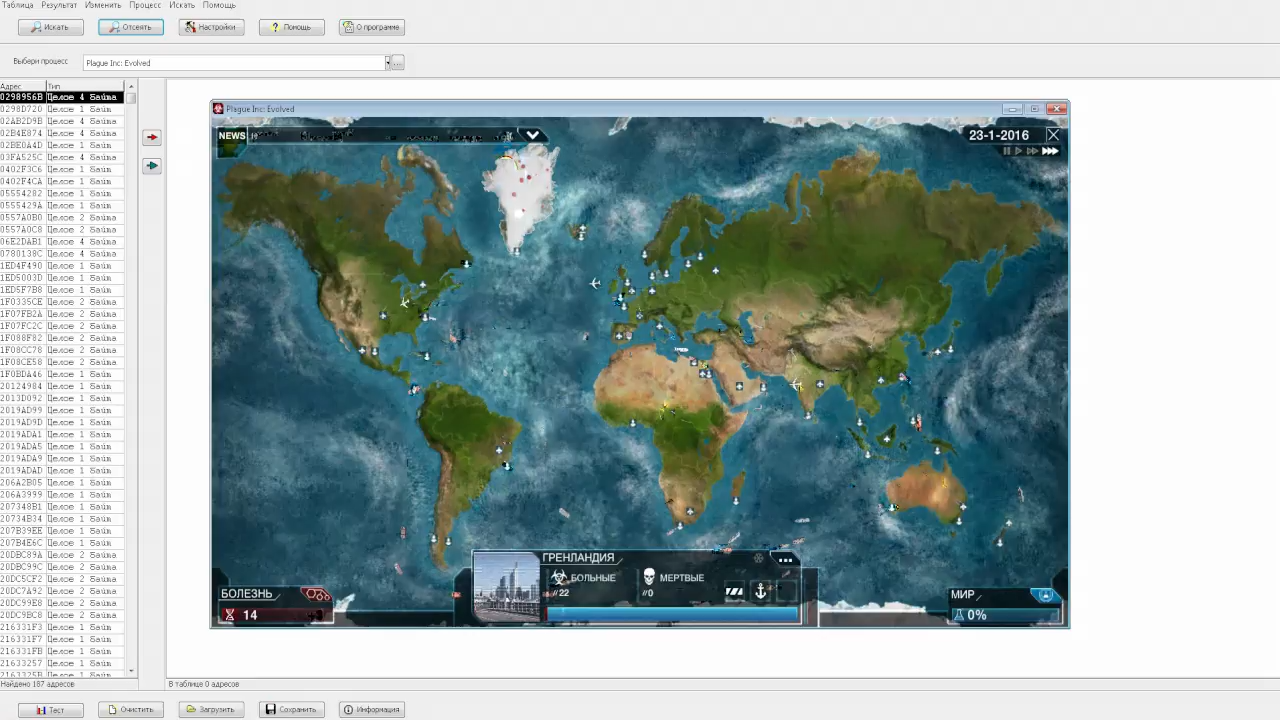 Таблица Результат Изменить Процесс Искать Помощь
Искать Отсеять Настройки Помощь О программе
Выбери процесс Plague Inc: Evolved
Адрес Тип
0298956B Целое 4 Байта
0298D720 Целое 1 Байт
02AB2D9B Целое 4 Байта
02B4E874 Целое 4 Байта
02BE0A4D Целое 1 Байт
03FA525C Целое 4 Байта
0402F3C6 Целое 1 Байт
0402F4CA Целое 1 Байт
05554282 Целое 1 Байт
0555429A Целое 1 Байт
0557A0B0 Целое 2 Байта
0557A0C8 Целое 2 Байта
06E2DAB1 Целое 4 Байта
0780138C Целое 4 Байта
1ED4F490 Целое 1 Байт
1ED5003D Целое 1 Байт
1ED5F7B8 Целое 1 Байт
1F0335CE Целое 2 Байта
1F07FB2A Целое 2 Байта
1F07FC2C Целое 2 Байта
1F088F82 Целое 2 Байта
1F08CC78 Целое 2 Байта
1F08CE58 Целое 2 Байта
1F0BDA46 Целое 1 Байт
20124984 Целое 1 Байт
2013D092 Целое 2 Байта
2019AD99 Целое 1 Байт
2019AD9D Целое 1 Байт
2019ADA1 Целое 1 Байт
2019ADA5 Целое 1 Байт
2019ADA9 Целое 1 Байт
2019ADAD Целое 1 Байт
206A2B05 Целое 1 Байт
206A3999 Целое 1 Байт
207348B1 Целое 1 Байт
20734B34 Целое 1 Байт
207B39EE Целое 1 Байт
207B4E6C Целое 1 Байт
20DBC89A Целое 2 Байта
20DBC99C Целое 2 Байта
20DC5CF2 Целое 2 Байта
20DC7A92 Целое 2 Байта
20DC99E8 Целое 2 Байта
20DC9BC8 Целое 2 Байта
216331F3 Целое 1 Байт
216331F7 Целое 1 Байт
216331FB Целое 1 Байт
21633257 Целое 1 Байт
2163325B Целое 1 Байт
Plague Inc: Evolved
NEWS
23-1-2016
ГРЕНЛАНДИЯ
БОЛЬНЫЕ МЕРТВЫЕ
//22 //0
БОЛЕЗНЬ
14
МИР
0%
Найдено 187 адресов В таблице 0 адресов
Тест Очистить Загрузить Сохранить Информация